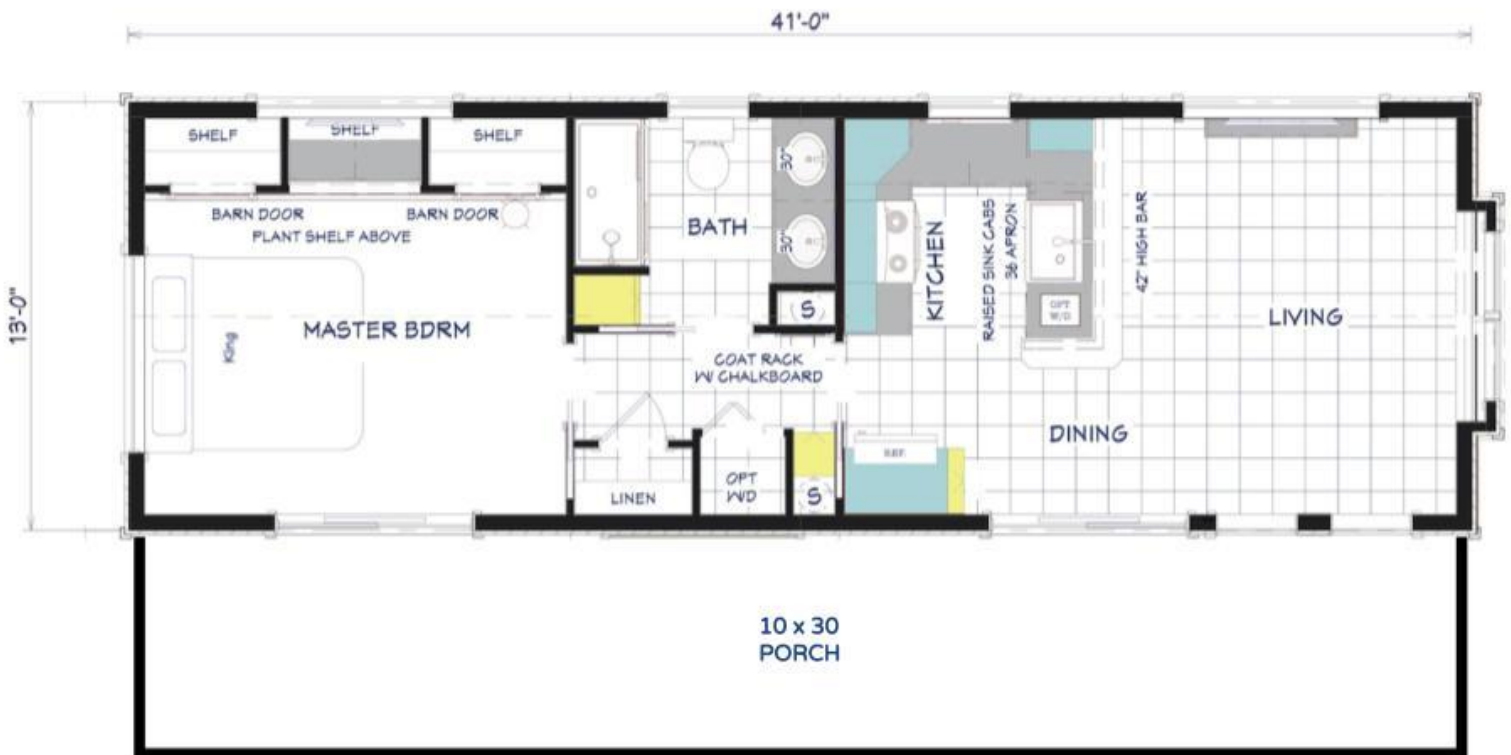 41'-0"
13'-0"
SHELF
SHELF
SHELF
BARN DOOR
BARN DOOR
PLANT SHELF ABOVE
King
MASTER BDRM
BATH
30"
30"
S
COAT RACK
W/ CHALKBOARD
LINEN
OPT
W/D
S
KITCHEN
RAISED SINK CABS
36 APRON
OPT
W/D
42" HIGH BAR
REF.
DINING
LIVING
10 x 30
PORCH